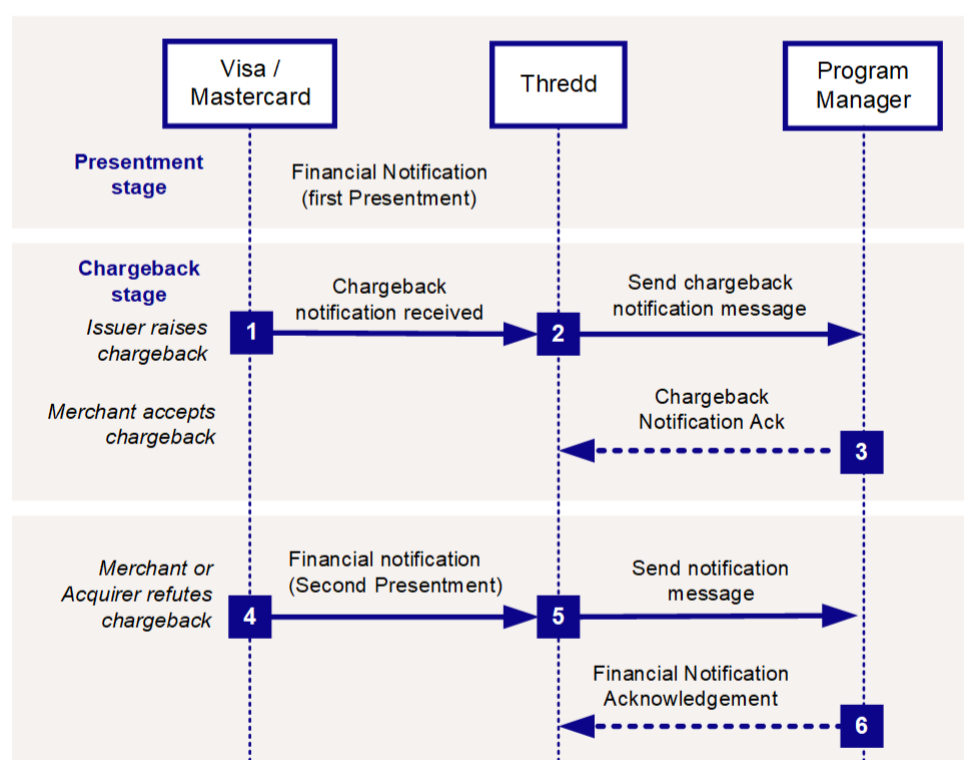 Visa /
Mastercard
Thredd
Program
Manager
Presentment
stage
Financial Notification
(first Presentment)
Chargeback
stage
Issuer raises
chargeback
1
Chargeback
notification received
2
Send chargeback
notification message
Merchant accepts
chargeback
Chargeback
Notification Ack
3
Merchant or
Acquirer refutes
chargeback
4
Financial notification
(Second Presentment)
5
Send notification
message
Financial Notification
Acknowledgement
6